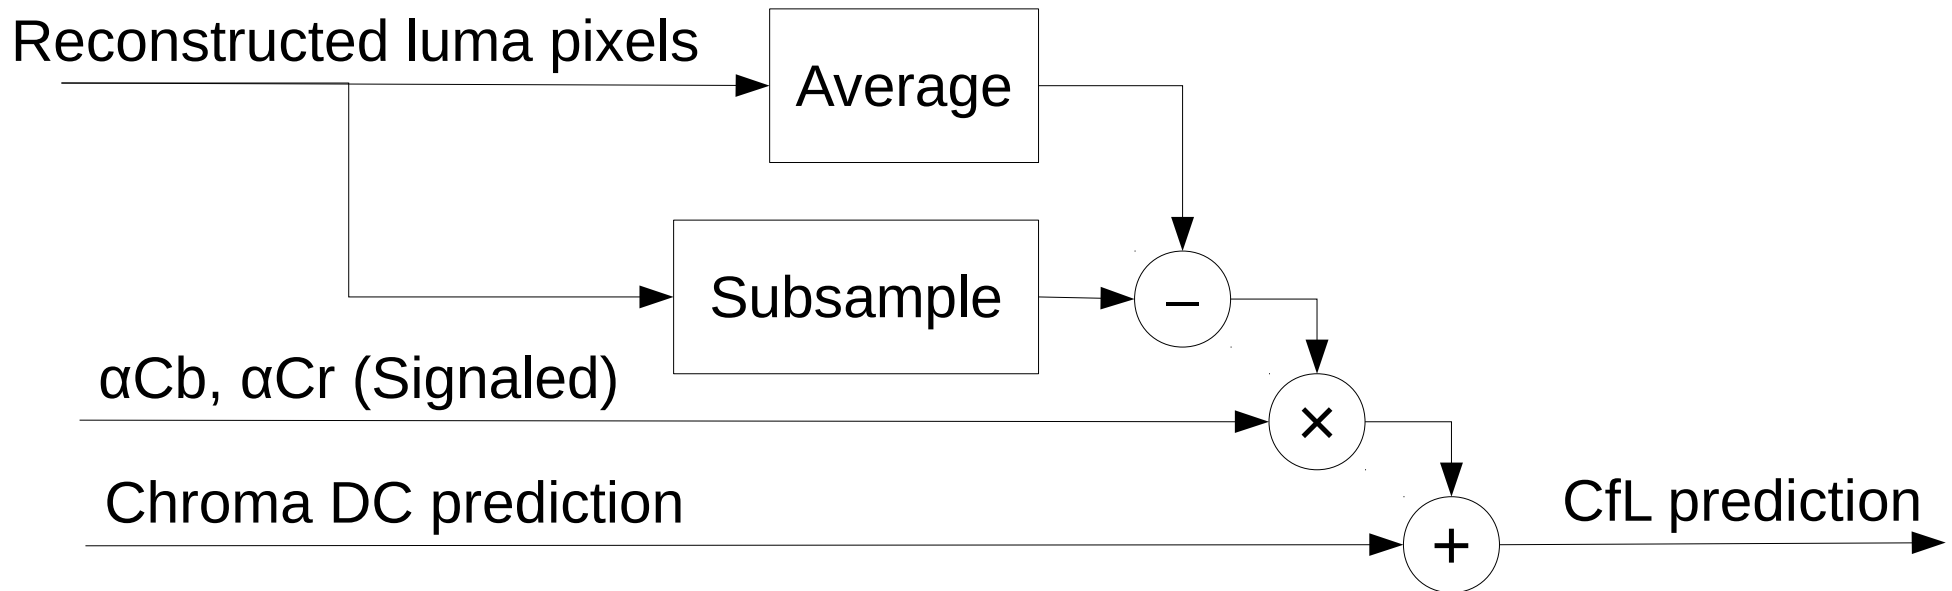 Reconstructed luma pixels
Average
Subsample
–
αCb, αCr (Signaled)
×
Chroma DC prediction
+
CfL prediction